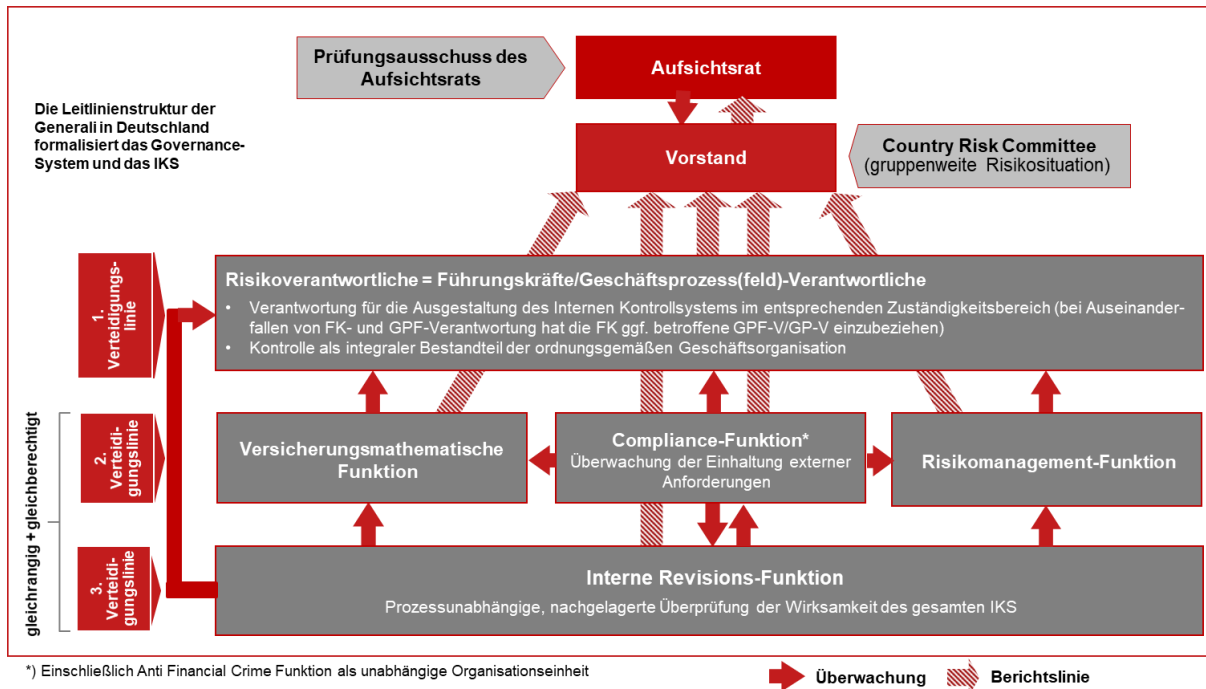 Prüfungsausschuss des
Aufsichtsrats
Aufsichtsrat
Die Leitlinienstruktur der
Generali in Deutschland
formalisiert das Governance-
System und das IKS
Vorstand
Country Risk Committee
(gruppenweite Risikosituation)
1.
Verteidigungs-
linie
Risikoverantwortliche = Führungskräfte/Geschäftsprozess(feld)-Verantwortliche
• Verantwortung für die Ausgestaltung des Internen Kontrollsystems im entsprechenden Zuständigkeitsbereich (bei Auseinander-
fallen von FK- und GPF-Verantwortung hat die FK ggf. betroffene GPF-V/GP-V einzubeziehen)
• Kontrolle als integraler Bestandteil der ordnungsgemäßen Geschäftsorganisation
gleichrangig + gleichberechtigt
2.
Verteidi-
gungslinie
Versicherungsmathematische
Funktion
Compliance-Funktion*
Überwachung der Einhaltung externer
Anforderungen
Risikomanagement-Funktion
3.
Verteidi-
gungslinie
Interne Revisions-Funktion
Prozessunabhängige, nachgelagerte Überprüfung der Wirksamkeit des gesamten IKS
*) Einschließlich Anti Financial Crime Funktion als unabhängige Organisationseinheit
Überwachung
Berichtslinie